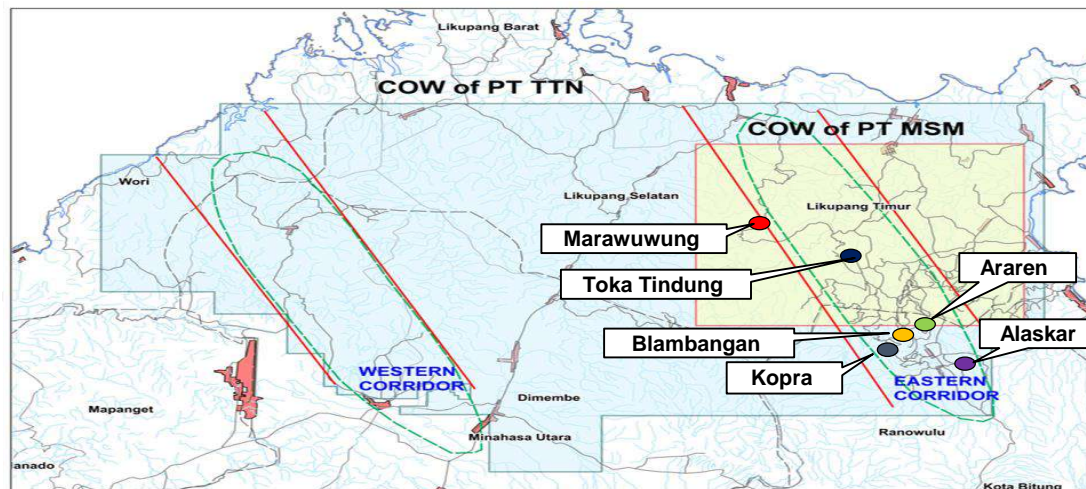 Likupang Barat
COW of PT TTN
COW of PT MSM
Wori
Likupang Selatan
Likupang Timur
Marawuwung
Toka Tindung
Araren
Blambangan
Alaskar
Kopra
WESTERN
CORRIDOR
EASTERN
CORRIDOR
Mapanget
Dimembe
Minahasa Utara
Ranowulu
anado
Kota Bitung